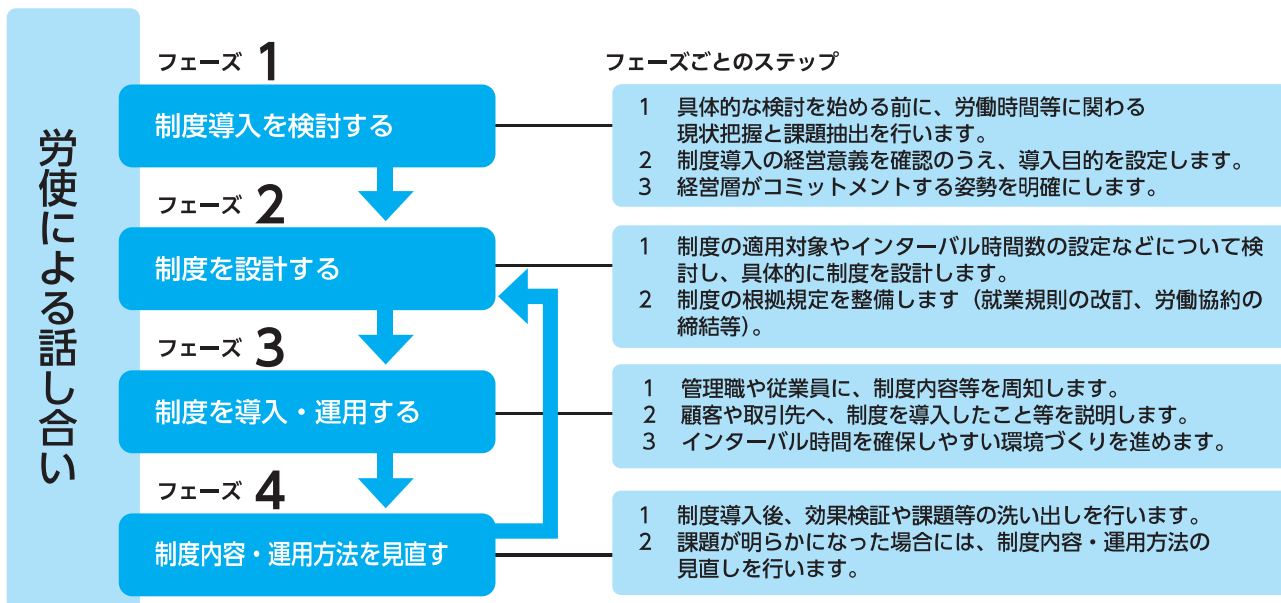 労使による話し合い
フェーズごとのステップ
フェーズ 1
制度導入を検討する
1 具体的な検討を始める前に、労働時間等に関わる
現状把握と課題抽出を行います。
2 制度導入の経営意義を確認のうえ、導入目的を設定します。
3 経営層がコミットメントする姿勢を明確にします。
フェーズ 2
制度を設計する
1 制度の適用対象やインターバル時間数の設定などについて検
討し、具体的に制度を設計します。
2 制度の根拠規定を整備します（就業規則の改訂、労働協約の
締結等）。
フェーズ 3
制度を導入・運用する
1 管理職や従業員に、制度内容等を周知します。
2 顧客や取引先へ、制度を導入したこと等を説明します。
3 インターバル時間を確保しやすい環境づくりを進めます。
フェーズ 4
制度内容・運用方法を見直す
1 制度導入後、効果検証や課題等の洗い出しを行います。
2 課題が明らかになった場合には、制度内容・運用方法の
見直しを行います。